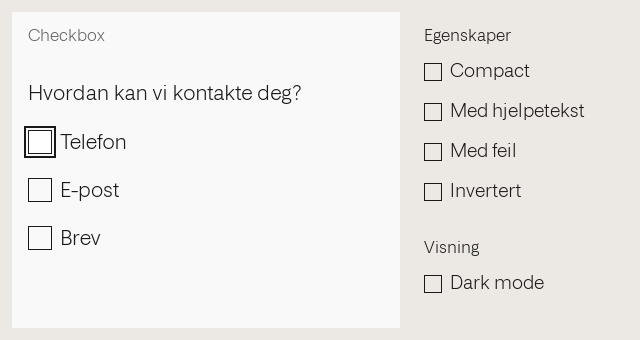 Checkbox
Hvordan kan vi kontakte deg?
Telefon
E-post
Brev
Egenskaper
Compact
Med hjelpetekst
Med feil
Invertert
Visning
Dark mode